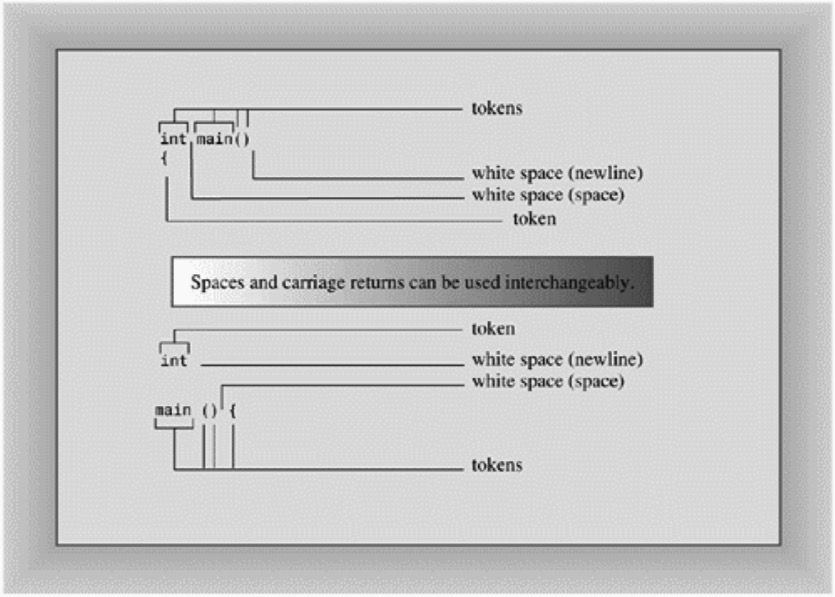 tokens
int main()
{
white space (newline)
white space (space)
token
Spaces and carriage returns can be used interchangeably.
token
int
white space (newline)
white space (space)
main () {
tokens